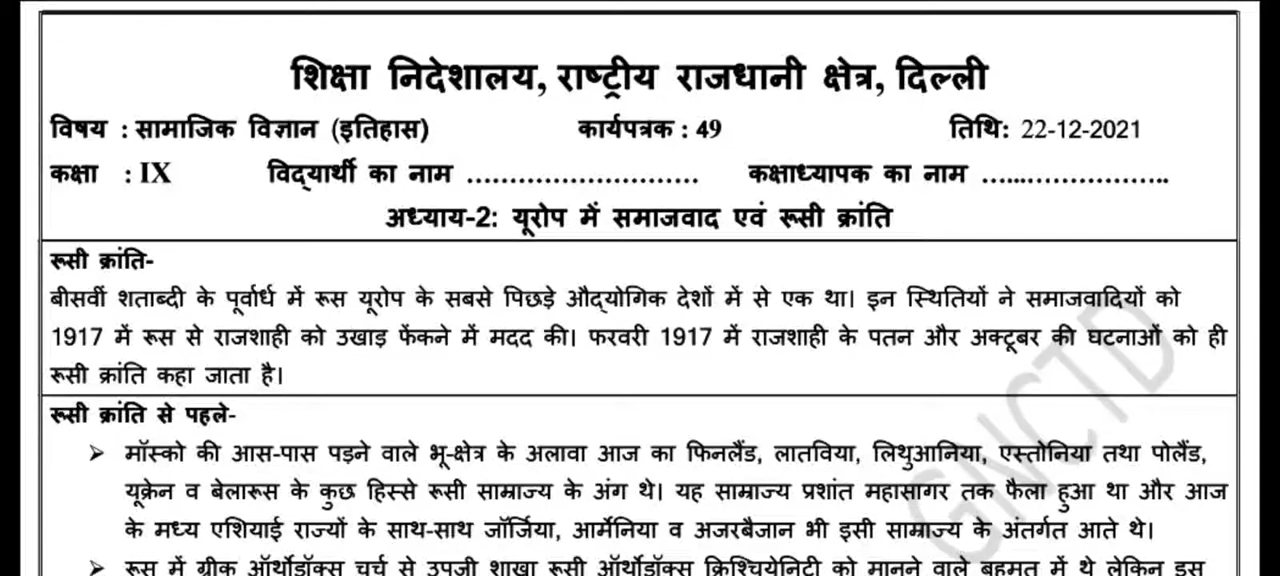 शिक्षा निदेशालय, राष्ट्रीय राजधानी क्षेत्र, दिल्ली
विषय : सामाजिक विज्ञान (इतिहास) कार्यपत्रक : 49 तिथि: 22-12-2021
कक्षा : IX विद्यार्थी का नाम ........................... कक्षाध्यापक का नाम ......................
अध्याय-2: यूरोप में समाजवाद एवं रूसी क्रांति
रूसी क्रांति-
बीसवीं शताब्दी के पूर्वार्ध में रूस यूरोप के सबसे पिछड़े औद्योगिक देशों में से एक था। इन स्थितियों ने समाजवादियों को
1917 में रूस से राजशाही को उखाड़ फेंकने में मदद की। फरवरी 1917 में राजशाही के पतन और अक्टूबर की घटनाओं को ही
रूसी क्रांति कहा जाता है।
रूसी क्रांति से पहले-
➢ मॉस्को की आस-पास पड़ने वाले भू-क्षेत्र के अलावा आज का फिनलैंड, लातविया, लिथुआनिया, एस्तोनिया तथा पोलैंड,
यूक्रेन व बेलारूस के कुछ हिस्से रूसी साम्राज्य के अंग थे। यह साम्राज्य प्रशांत महासागर तक फैला हुआ था और आज
के मध्य एशियाई राज्यों के साथ-साथ जॉर्जिया, आर्मेनिया व अजरबैजान भी इसी साम्राज्य के अंतर्गत आते थे।
➢ रूस में ग्रीक ऑर्थोडॉक्स चर्च से उपजी शाखा रूसी ऑर्थोडॉक्स क्रिश्चियेनिटी को मानने वाले बहुमत में थे लेकिन इस
GNCTD